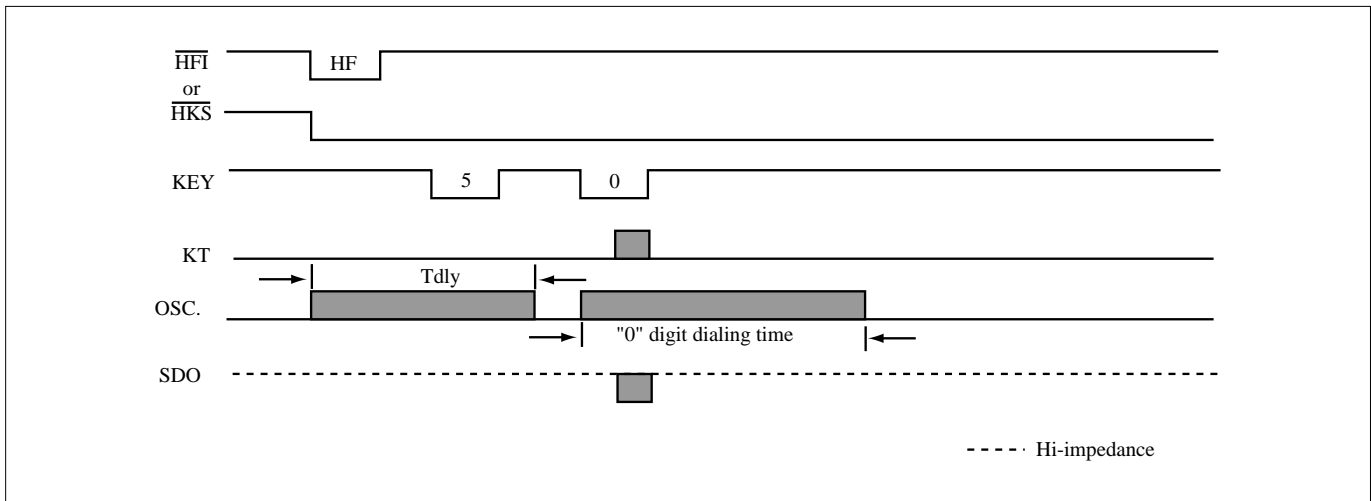 HFI
HF
or
HKS
KEY
5
0
KT
Tdly
OSC.
"0" digit dialing time
SDO
Hi-impedance